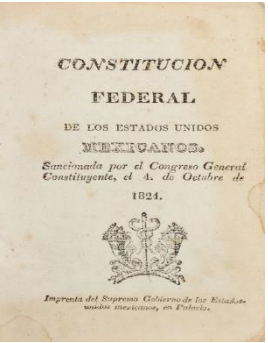 CONSTITUCION
FEDERAL
DE LOS ESTADOS UNIDOS
MEXICANOS.
Sancionada por el Congreso General
Constituyente, el 4. de Octubre de
1824.
Imprenta del Supremo Gobierno de los Estados-
unidos mexicanos, en Palacio.